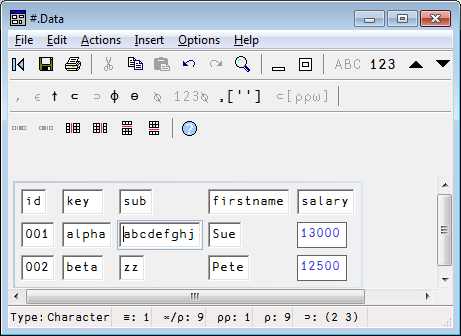 #.Data
File Edit Actions Insert Options Help
ABC 123
, ∊ ↑ ⊂ ⊃ ⌽ ⊖ ⍉ 123⍉ ,[''] ⊂[⍴⍴⍵]
?
id key sub firstname salary
001 alpha abcdefghj Sue 13000
002 beta zz Pete 12500
Type: Character ≡: 1 ×/⍴: 9 ⍴⍴: 1 ⍴: 9 ⊃: (2 3)